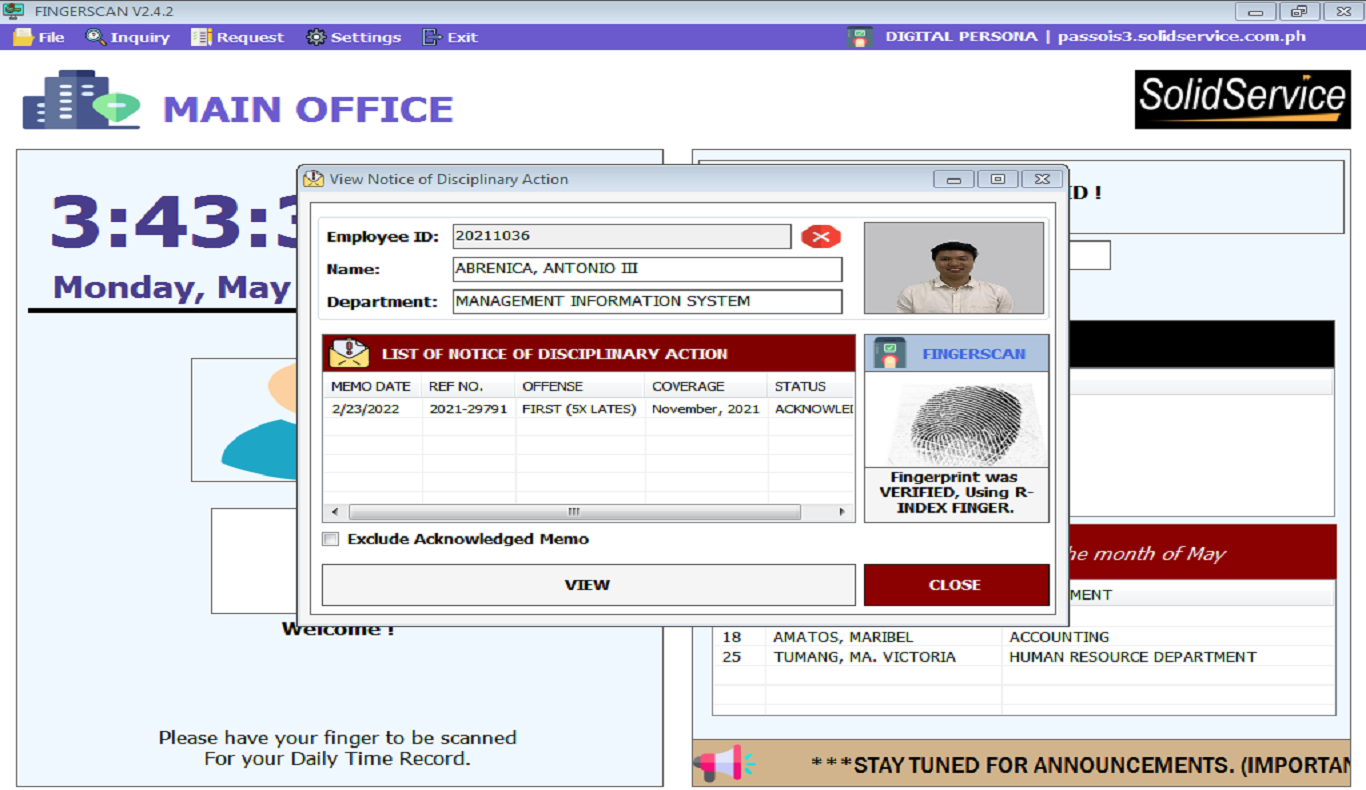 FINGERSCAN V2.4.2
File Inquiry Request Settings Exit
DIGITAL PERSONA | passois3.solidservice.com.ph
MAIN OFFICE
SolidService
3:43:
Monday, May
View Notice of Disciplinary Action
ID !
Employee ID: 20211036
Name: ABRENICA, ANTONIO III
Department: MANAGEMENT INFORMATION SYSTEM
LIST OF NOTICE OF DISCIPLINARY ACTION
MEMO DATE REF NO. OFFENSE COVERAGE STATUS
2/23/2022 2021-29791 FIRST (5X LATES) November, 2021 ACKNOWLE
FINGERSCAN
Fingerprint was
VERIFIED, Using R-
INDEX FINGER.
Exclude Acknowledged Memo
VIEW
CLOSE
Welcome !
Please have your finger to be scanned
For your Daily Time Record.
he month of May
MENT
18 AMATOS, MARIBEL ACCOUNTING
25 TUMANG, MA. VICTORIA HUMAN RESOURCE DEPARTMENT
***STAY TUNED FOR ANNOUNCEMENTS. (IMPORTAN